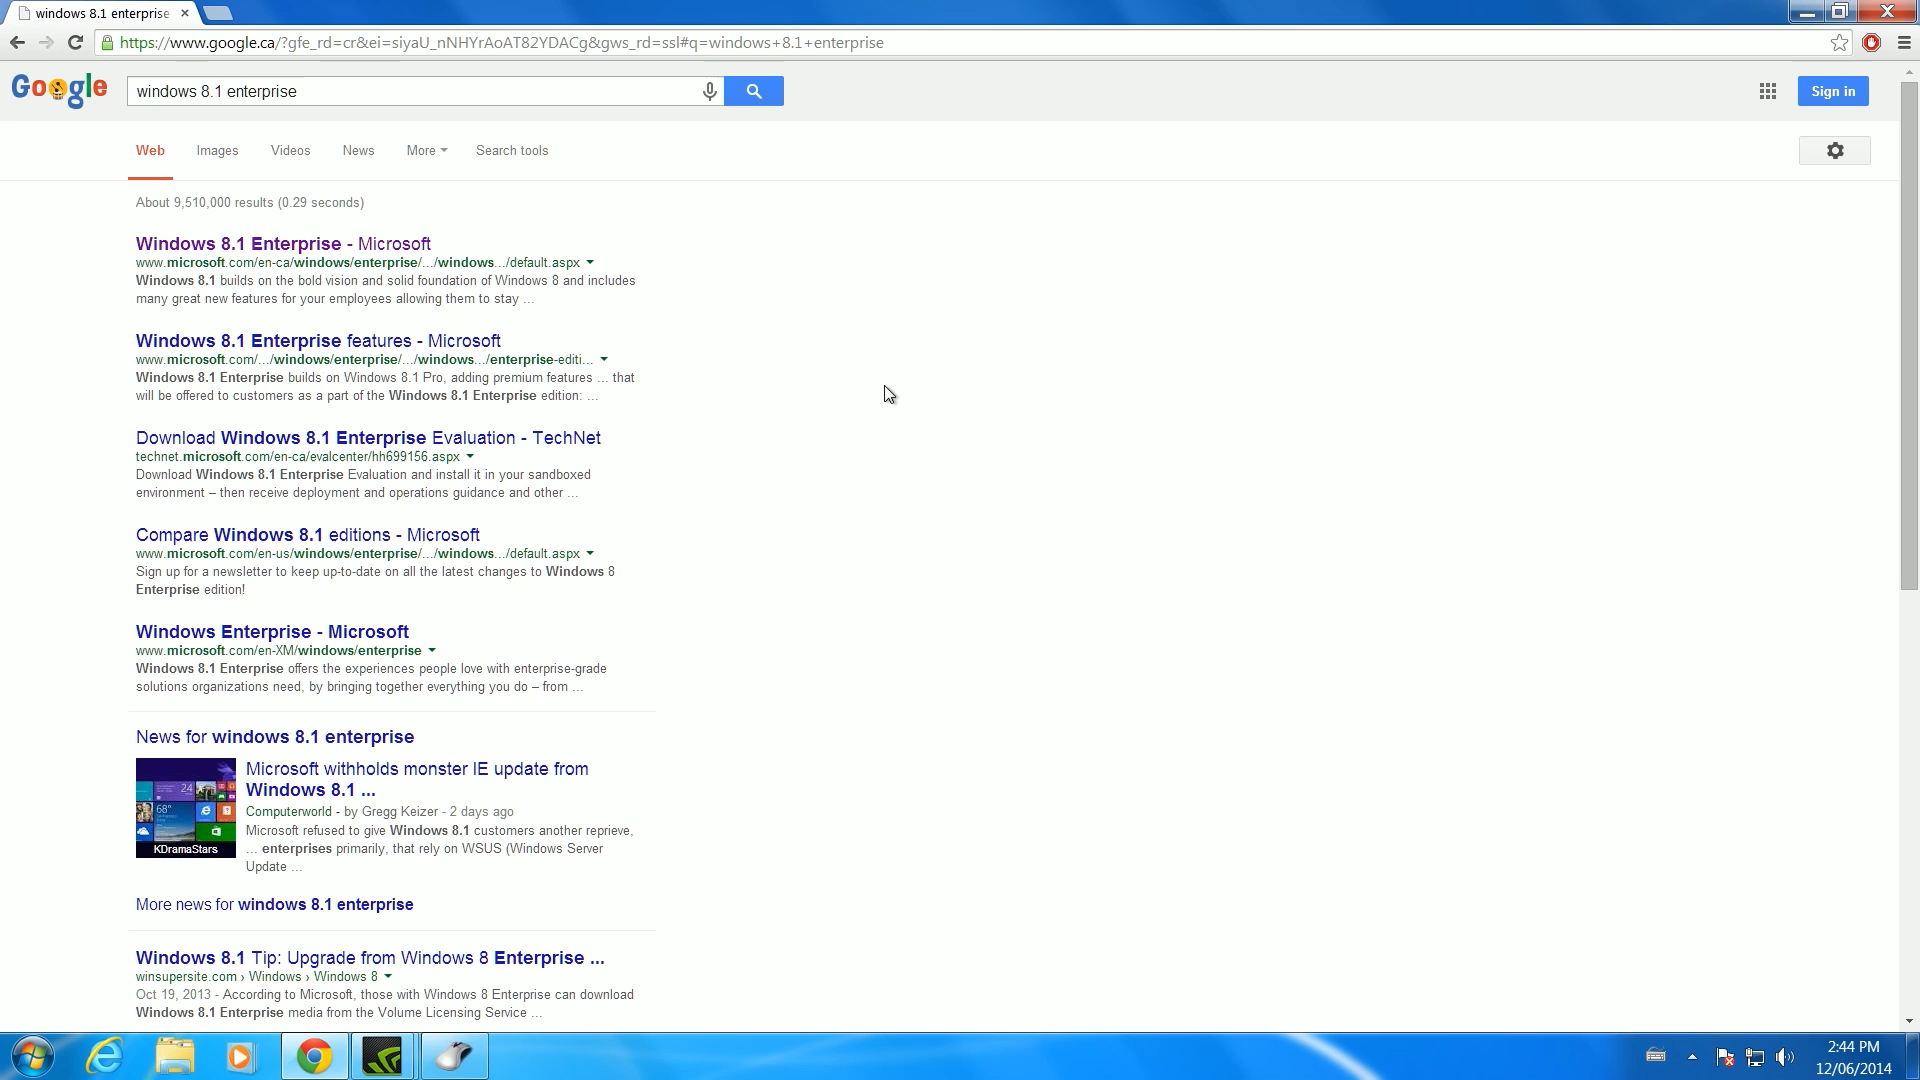 windows 8.1 enterprise
https://www.google.ca/?gfe_rd=cr&ei=siyaU_nNHYrAoAT82YDACg&gws_rd=ssl#q=windows+8.1+enterprise
Google
windows 8.1 enterprise
Sign in
Web Images Videos News More Search tools
About 9,510,000 results (0.29 seconds)
Windows 8.1 Enterprise - Microsoft
www.microsoft.com/en-ca/windows/enterprise/.../windows.../default.aspx
Windows 8.1 builds on the bold vision and solid foundation of Windows 8 and includes
many great new features for your employees allowing them to stay ...
Windows 8.1 Enterprise features - Microsoft
www.microsoft.com/.../windows/enterprise/.../windows.../enterprise-editi...
Windows 8.1 Enterprise builds on Windows 8.1 Pro, adding premium features ... that
will be offered to customers as a part of the Windows 8.1 Enterprise edition: ...
Download Windows 8.1 Enterprise Evaluation - TechNet
technet.microsoft.com/en-ca/evalcenter/hh699156.aspx
Download Windows 8.1 Enterprise Evaluation and install it in your sandboxed
environment – then receive deployment and operations guidance and other ...
Compare Windows 8.1 editions - Microsoft
www.microsoft.com/en-us/windows/enterprise/.../windows.../default.aspx
Sign up for a newsletter to keep up-to-date on all the latest changes to Windows 8
Enterprise edition!
Windows Enterprise - Microsoft
www.microsoft.com/en-XM/windows/enterprise
Windows 8.1 Enterprise offers the experiences people love with enterprise-grade
solutions organizations need, by bringing together everything you do – from ...
News for windows 8.1 enterprise
Microsoft withholds monster IE update from
Windows 8.1 ...
Computerworld - by Gregg Keizer - 2 days ago
Microsoft refused to give Windows 8.1 customers another reprieve,
... enterprises primarily, that rely on WSUS (Windows Server
Update ...
24
68°
KDramaStars
More news for windows 8.1 enterprise
Windows 8.1 Tip: Upgrade from Windows 8 Enterprise ...
winsupersite.com › Windows › Windows 8
Oct 19, 2013 - According to Microsoft, those with Windows 8 Enterprise can download
Windows 8.1 Enterprise media from the Volume Licensing Service ...
2:44 PM
12/06/2014